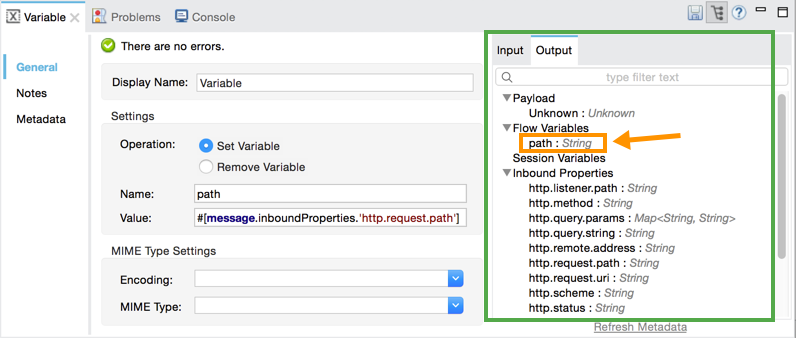 Variable
Problems
Console
General
Notes
Metadata
There are no errors.
Display Name: Variable
Settings
Operation: Set Variable
Remove Variable
Name: path
Value: #[message.inboundProperties.'http.request.path']
MIME Type Settings
Encoding:
MIME Type:
Input Output
type filter text
Payload
Unknown : Unknown
Flow Variables
path : String
Session Variables
Inbound Properties
http.listener.path : String
http.method : String
http.query.params : Map<String, String>
http.query.string : String
http.remote.address : String
http.request.path : String
http.request.uri : String
http.scheme : String
http.status : String
Refresh Metadata